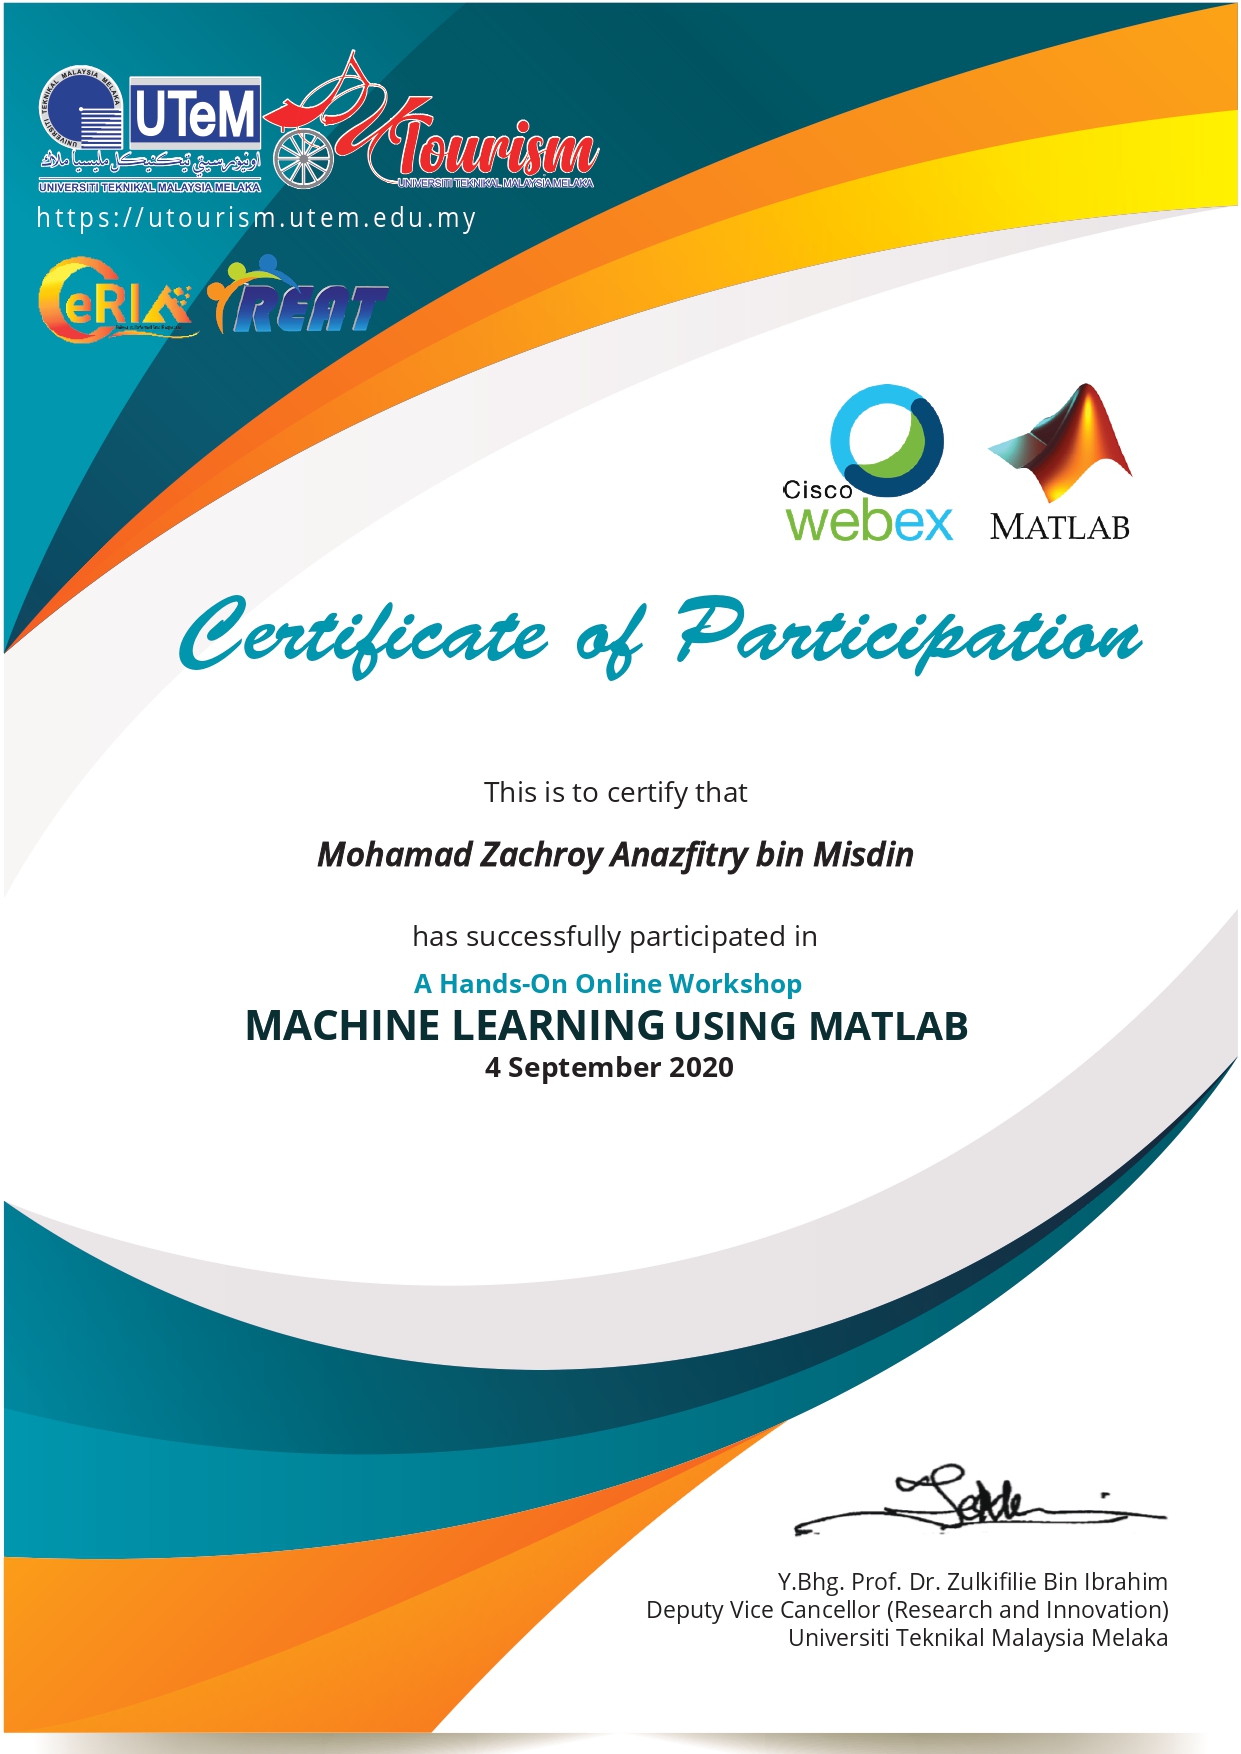 UNIVERSITI TEKNIKAL MALAYSIA MELAKA
UTeM
اونيۏرسيتي تيكنيكل مليسيا ملاك
UNIVERSITI TEKNIKAL MALAYSIA MELAKA
UTourism
UNIVERSITI TEKNIKAL MALAYSIA MELAKA
https://utourism.utem.edu.my
CeRIA
TREAT
Cisco
webex
MATLAB
Certificate of Participation
This is to certify that
Mohamad Zachroy Anazfitry bin Misdin
has successfully participated in
A Hands-On Online Workshop
MACHINE LEARNING USING MATLAB
4 September 2020
Y.Bhg. Prof. Dr. Zulkifilie Bin Ibrahim
Deputy Vice Cancellor (Research and Innovation)
Universiti Teknikal Malaysia Melaka